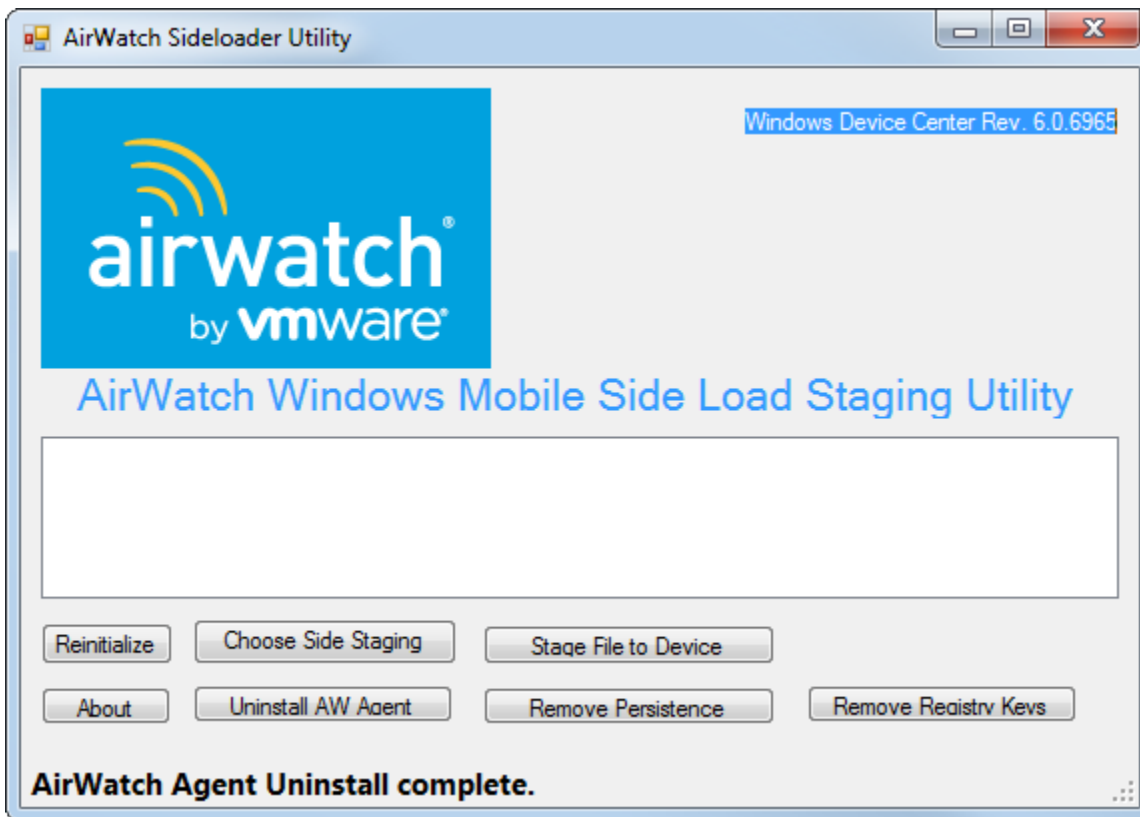 AirWatch Sideloader Utility
Windows Device Center Rev. 6.0.6965
airwatch®
by vmware®
AirWatch Windows Mobile Side Load Staging Utility
Reinitialize
Choose Side Staging
Stage File to Device
About
Uninstall AW Agent
Remove Persistence
Remove Registry Keys
AirWatch Agent Uninstall complete.